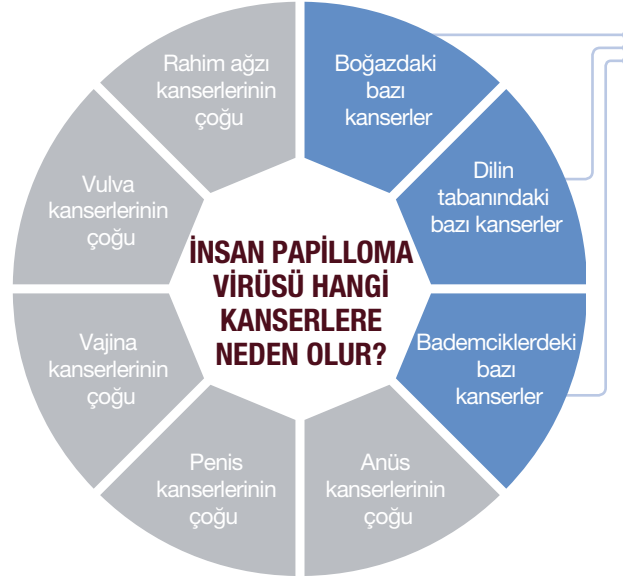 İNSAN PAPİLLOMA
VİRÜSÜ HANGİ
KANSERLERE
NEDEN OLUR?
Boğazdaki
bazı
kanserler
Dilin
tabanındaki
bazı kanserler
Bademciklerdeki
bazı
kanserler
Anüs
kanserlerinin
çoğu
Penis
kanserlerinin
çoğu
Vajina
kanserlerinin
çoğu
Vulva
kanserlerinin
çoğu
Rahim ağzı
kanserlerinin
çoğu